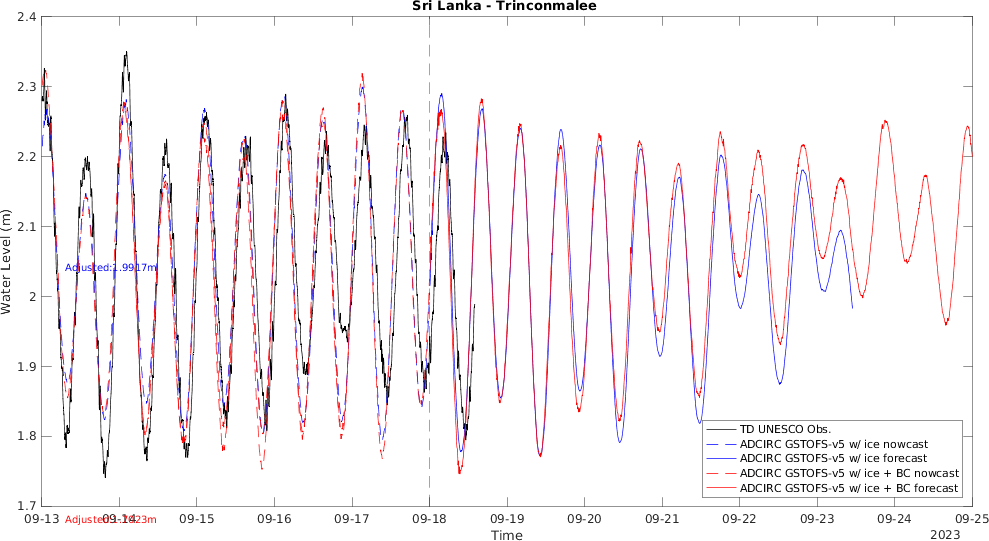 Sri Lanka - Trinconmalee
2.4
2.3
2.2
2.1
2
1.9
1.8
1.7
Water Level (m)
Adjusted:1.9917m
TD UNESCO Obs.
ADCIRC GSTOFS-v5 w/ ice nowcast
ADCIRC GSTOFS-v5 w/ ice forecast
ADCIRC GSTOFS-v5 w/ ice + BC nowcast
ADCIRC GSTOFS-v5 w/ ice + BC forecast
09-13 09-14 09-15 09-16 09-17 09-18 09-19 09-20 09-21 09-22 09-23 09-24 09-25
Time
2023